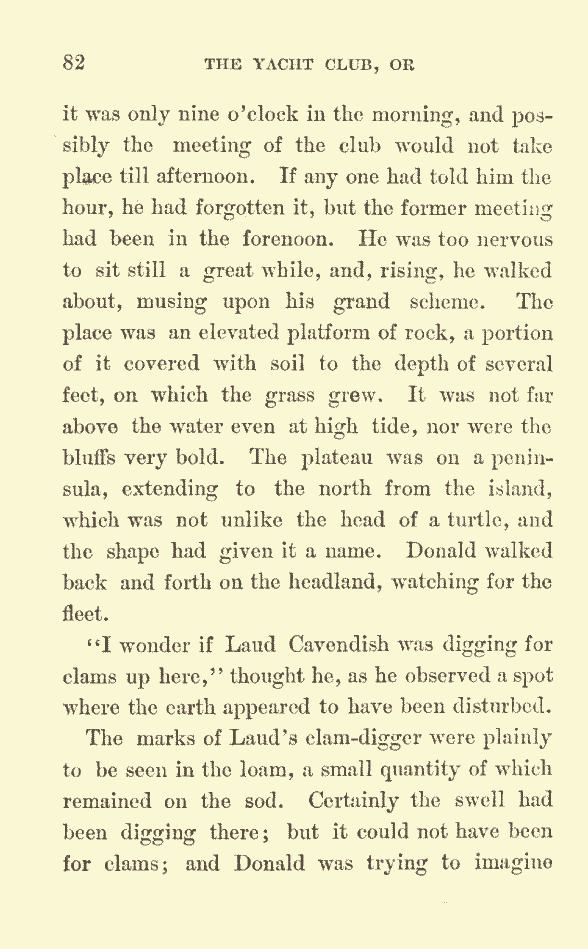 82 THE YACHT CLUB, OR
it was only nine o'clock in the morning, and pos-
sibly the meeting of the club would not take
place till afternoon. If any one had told him the
hour, he had forgotten it, but the former meeting
had been in the forenoon. He was too nervous
to sit still a great while, and, rising, he walked
about, musing upon his grand scheme. The
place was an elevated platform of rock, a portion
of it covered with soil to the depth of several
feet, on which the grass grew. It was not far
above the water even at high tide, nor were the
bluffs very bold. The plateau was on a penin-
sula, extending to the north from the island,
which was not unlike the head of a turtle, and
the shape had given it a name. Donald walked
back and forth on the headland, watching for the
fleet.
"I wonder if Laud Cavendish was digging for
clams up here," thought he, as he observed a spot
where the earth appeared to have been disturbed.
The marks of Laud's clam-digger were plainly
to be seen in the loam, a small quantity of which
remained on the sod. Certainly the swell had
been digging there; but it could not have been
for clams; and Donald was trying to imagine